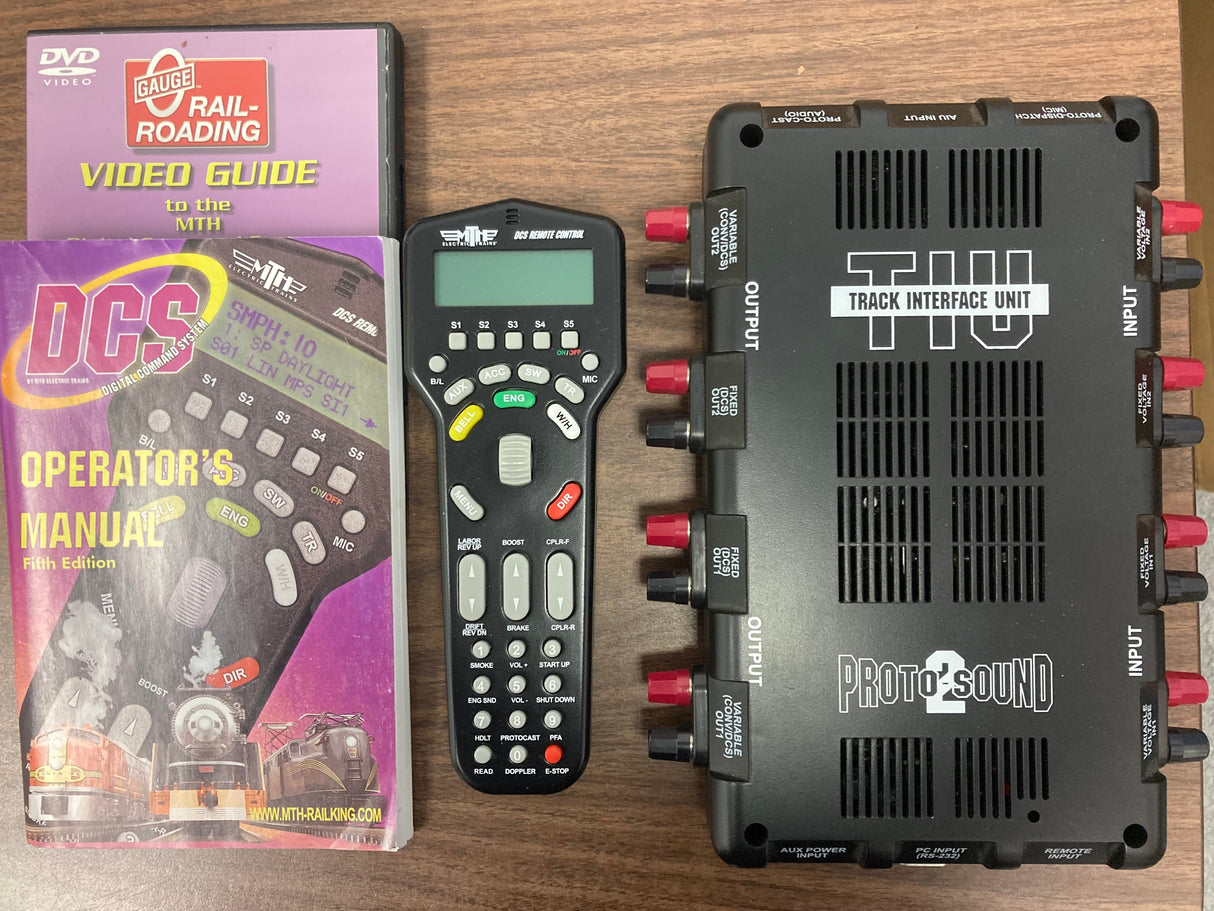 DVD
VIDEO
GAUGE
RAIL-
ROADING
VIDEO GUIDE
to the
MTH
DCS
BY MTH ELECTRIC TRAINS
DIGITAL COMMAND SYSTEM
MTH
ELECTRIC TRAINS
DCS REM
SMPH:10
1. SP DAYLIGHT
S01 LIN MPS SI1
S1
S2
S3
S4
S5
B/L
ON/OFF
SW
ENG
TR
MIC
W/H
OPERATOR'S
MANUAL
Fifth Edition
MENU
DIR
BOOST
WWW.MTH-RAILKING.COM
MTH
ELECTRIC TRAINS
DCS REMOTE CONTROL
S1 S2 S3 S4 S5
ON/OFF
B/L
MIC
AUX ACC SW TR
BELL ENG W/H
MENU DIR
LABOR
REV UP
BOOST
CPLR-F
DRIFT
REV DN
BRAKE
CPLR-R
1 2 3
SMOKE VOL + START UP
4 5 6
ENG SND VOL - SHUT DOWN
7 8 9
HDLT PROTOCAST PFA
0
READ DOPPLER E-STOP
PROTO-CAST
(AUDIO)
AIU INPUT
PROTO-DISPATCH
(MIC)
VARIABLE
(CONV/DCS)
OUT2
OUTPUT
FIXED
(DCS)
OUT2
FIXED
(DCS)
OUT1
OUTPUT
VARIABLE
(CONV/DCS)
OUT1
TIU
TRACK INTERFACE UNIT
PROTO SOUND
2
VARIABLE
VOLTAGE
IN2
INPUT
FIXED
VOLTAGE
IN2
FIXED
VOLTAGE
IN1
INPUT
VARIABLE
VOLTAGE
IN1
AUX POWER
INPUT
PC INPUT
(RS-232)
REMOTE
INPUT